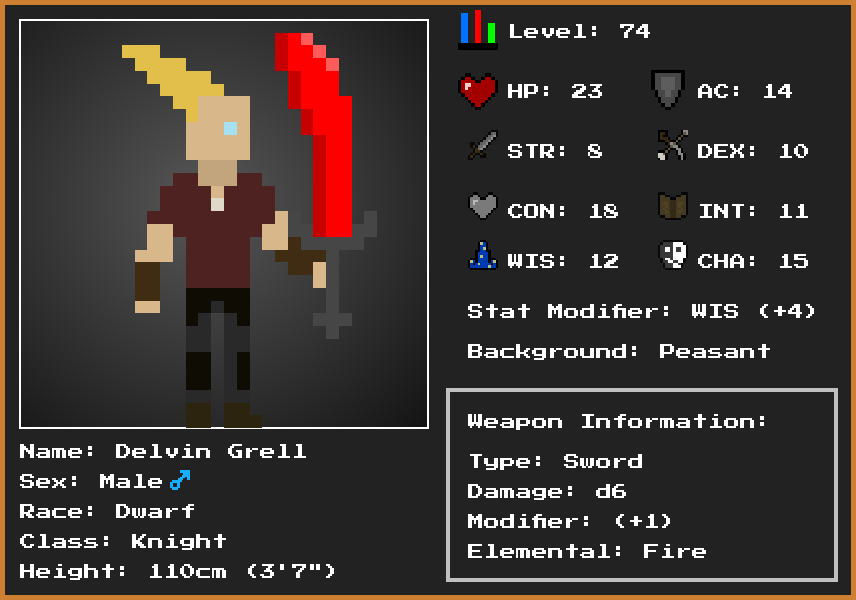 Level: 74
HP: 23
AC: 14
STR: 8
DEX: 10
CON: 18
INT: 11
WIS: 12
CHA: 15
Stat Modifier: WIS (+4)
Background: Peasant
Weapon Information:
Type: Sword
Damage: d6
Modifier: (+1)
Elemental: Fire
Name: Delvin Grell
Sex: Male♂
Race: Dwarf
Class: Knight
Height: 110cm (3'7")